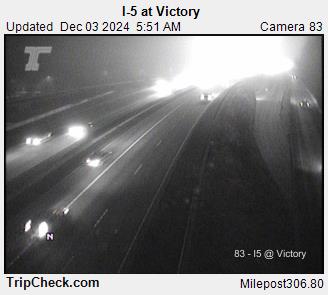 I-5 at Victory
Updated  Dec 03 2024  5:51 AM
Camera 83
T
N
83 - I5 @ Victory
TripCheck.com
Milepost306.80